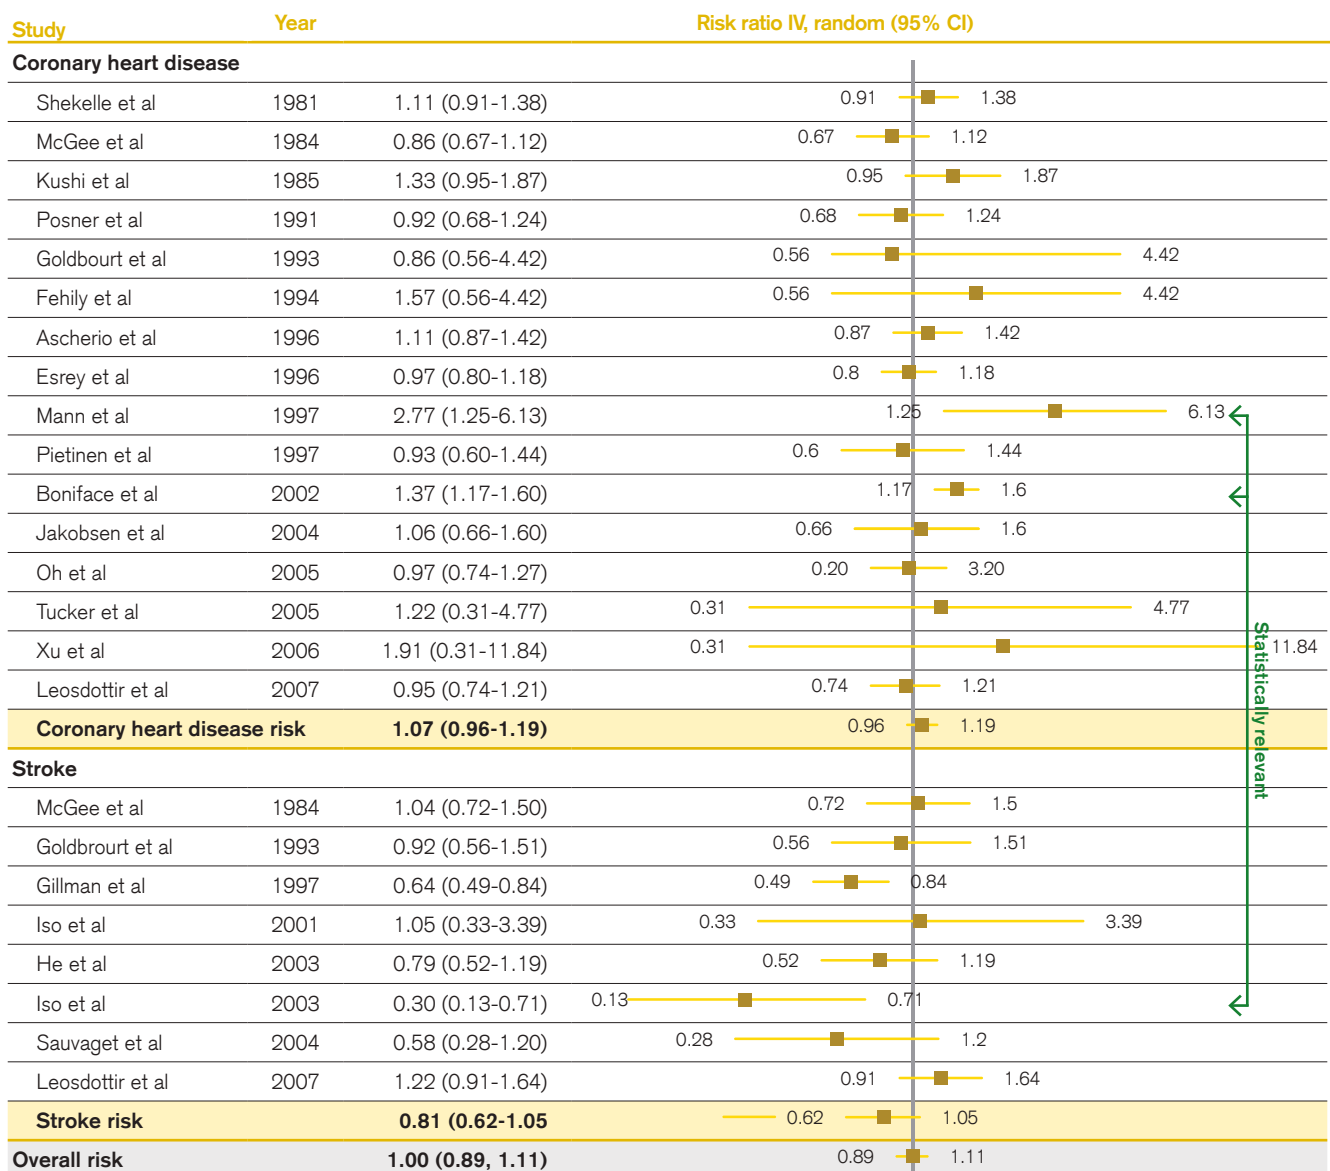 Study Year Risk ratio IV, random (95% CI)
Coronary heart disease
Shekelle et al 1981 1.11 (0.91-1.38) 0.91 1.38
McGee et al 1984 0.86 (0.67-1.12) 0.67 1.12
Kushi et al 1985 1.33 (0.95-1.87) 0.95 1.87
Posner et al 1991 0.92 (0.68-1.24) 0.68 1.24
Goldbourt et al 1993 0.86 (0.56-4.42) 0.56 4.42
Fehily et al 1994 1.57 (0.56-4.42) 0.56 4.42
Ascherio et al 1996 1.11 (0.87-1.42) 0.87 1.42
Esrey et al 1996 0.97 (0.80-1.18) 0.8 1.18
Mann et al 1997 2.77 (1.25-6.13) 1.25 6.13
Pietinen et al 1997 0.93 (0.60-1.44) 0.6 1.44
Boniface et al 2002 1.37 (1.17-1.60) 1.17 1.6
Jakobsen et al 2004 1.06 (0.66-1.60) 0.66 1.6
Oh et al 2005 0.97 (0.74-1.27) 0.20 3.20
Tucker et al 2005 1.22 (0.31-4.77) 0.31 4.77
Xu et al 2006 1.91 (0.31-11.84) 0.31 11.84
Leosdottir et al 2007 0.95 (0.74-1.21) 0.74 1.21
Coronary heart disease risk 1.07 (0.96-1.19) 0.96 1.19
Statistically relevant
Stroke
McGee et al 1984 1.04 (0.72-1.50) 0.72 1.5
Goldbrourt et al 1993 0.92 (0.56-1.51) 0.56 1.51
Gillman et al 1997 0.64 (0.49-0.84) 0.49 0.84
Iso et al 2001 1.05 (0.33-3.39) 0.33 3.39
He et al 2003 0.79 (0.52-1.19) 0.52 1.19
Iso et al 2003 0.30 (0.13-0.71) 0.13 0.71
Sauvaget et al 2004 0.58 (0.28-1.20) 0.28 1.2
Leosdottir et al 2007 1.22 (0.91-1.64) 0.91 1.64
Stroke risk 0.81 (0.62-1.05 0.62 1.05
Overall risk 1.00 (0.89, 1.11) 0.89 1.11